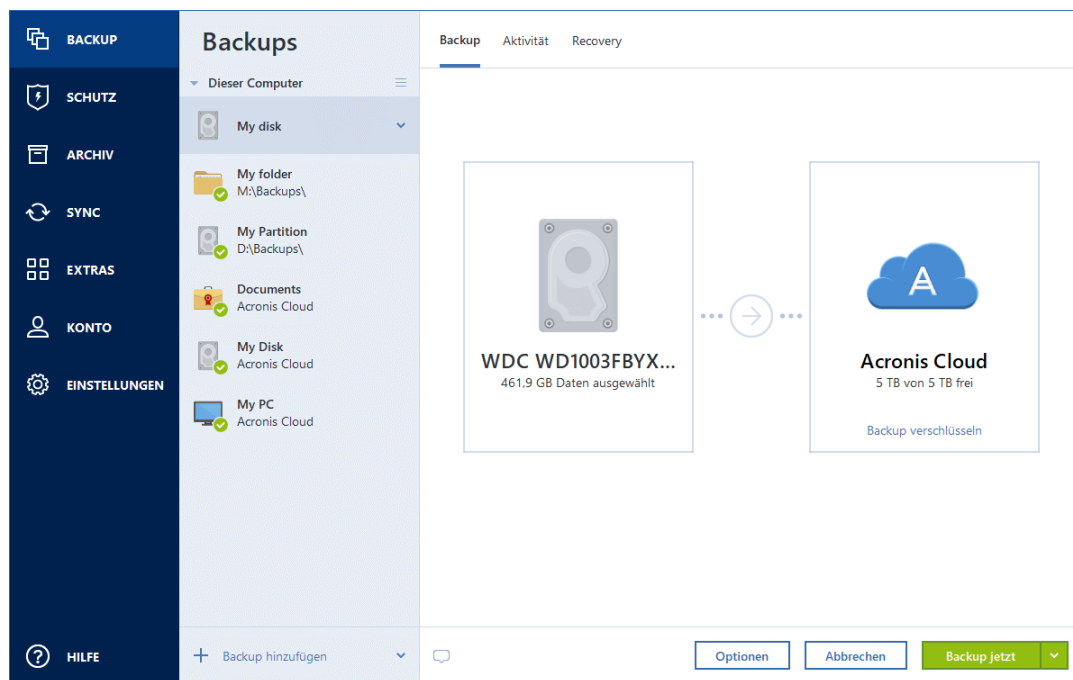 BACKUP
SCHUTZ
ARCHIV
SYNC
EXTRAS
KONTO
EINSTELLUNGEN
HILFE
Backups
Dieser Computer
My disk
My folder
M:\Backups\
My Partition
D:\Backups\
Documents
Acronis Cloud
My Disk
Acronis Cloud
My PC
Acronis Cloud
Backup hinzufügen
Backup Aktivität Recovery
WDC WD1003FBYX...
461,9 GB Daten ausgewählt
Acronis Cloud
5 TB von 5 TB frei
Backup verschlüsseln
Optionen Abbrechen Backup jetzt